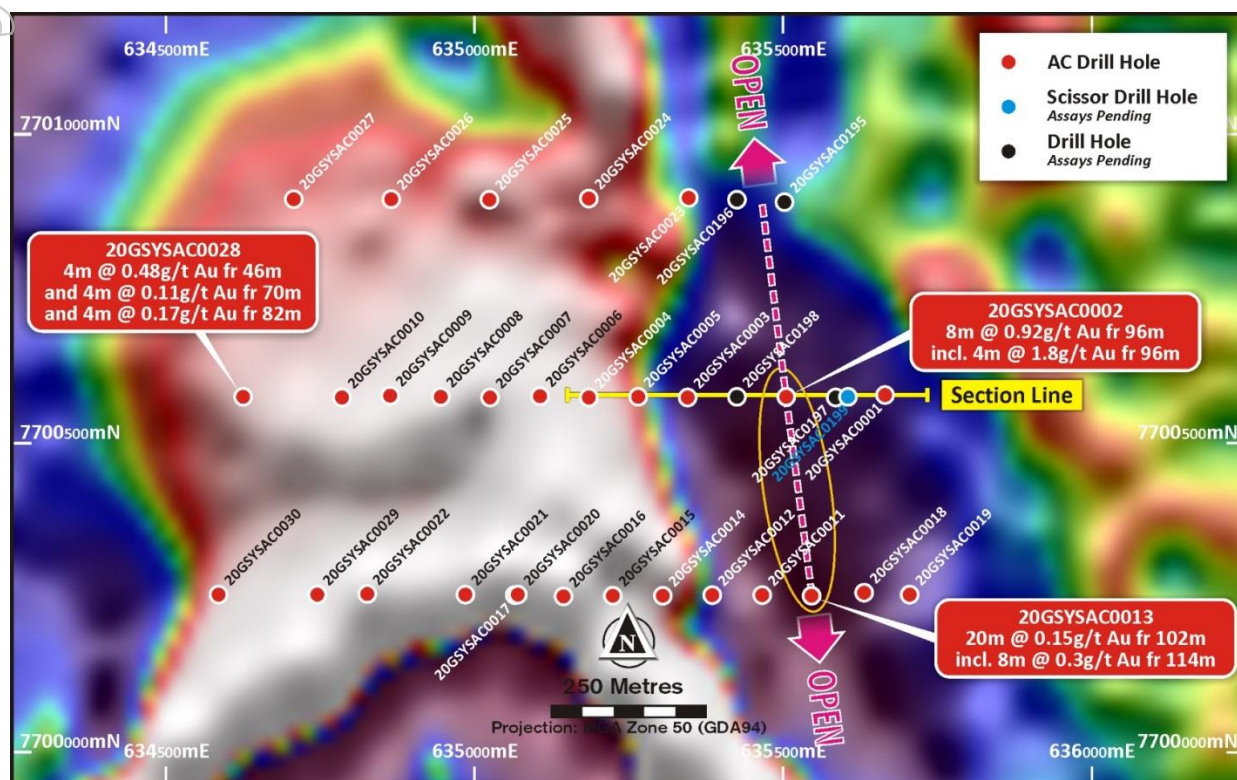 634500mE
635000mE
635500mE
AC Drill Hole
Scissor Drill Hole
Assays Pending
Drill Hole
Assays Pending
OPEN
7701000mN
20GSYSAC0027
20GSYSAC0026
20GSYSAC0025
20GSYSAC0024
20GSYSAC0023
20GSYSAC0196
20GSYSAC0195
20GSYSAC0028
4m @ 0.48g/t Au fr 46m
and 4m @ 0.11g/t Au fr 70m
and 4m @ 0.17g/t Au fr 82m
20GSYSAC0002
8m @ 0.92g/t Au fr 96m
incl. 4m @ 1.8g/t Au fr 96m
20GSYSAC0010
20GSYSAC0009
20GSYSAC0008
20GSYSAC0007
20GSYSAC0006
20GSYSAC0004
20GSYSAC0005
20GSYSAC0003
20GSYSAC0198
Section Line
7700500mN
7700500mN
20GSYSAC0197
20GSYSAC0199
20GSYSAC0001
20GSYSAC0030
20GSYSAC0029
20GSYSAC0022
20GSYSAC0021
20GSYSAC0020
20GSYSAC0016
20GSYSAC0015
20GSYSAC0014
20GSYSAC0012
20GSYSAC0011
20GSYSAC0018
20GSYSAC0019
20GSYSAC0017
20GSYSAC0013
20m @ 0.15g/t Au fr 102m
incl. 8m @ 0.3g/t Au fr 114m
N
250 Metres
Projection: MGA Zone 50 (GDA94)
OPEN
7700000mN
7700000mN
634500mE
635000mE
635500mE
636000mE